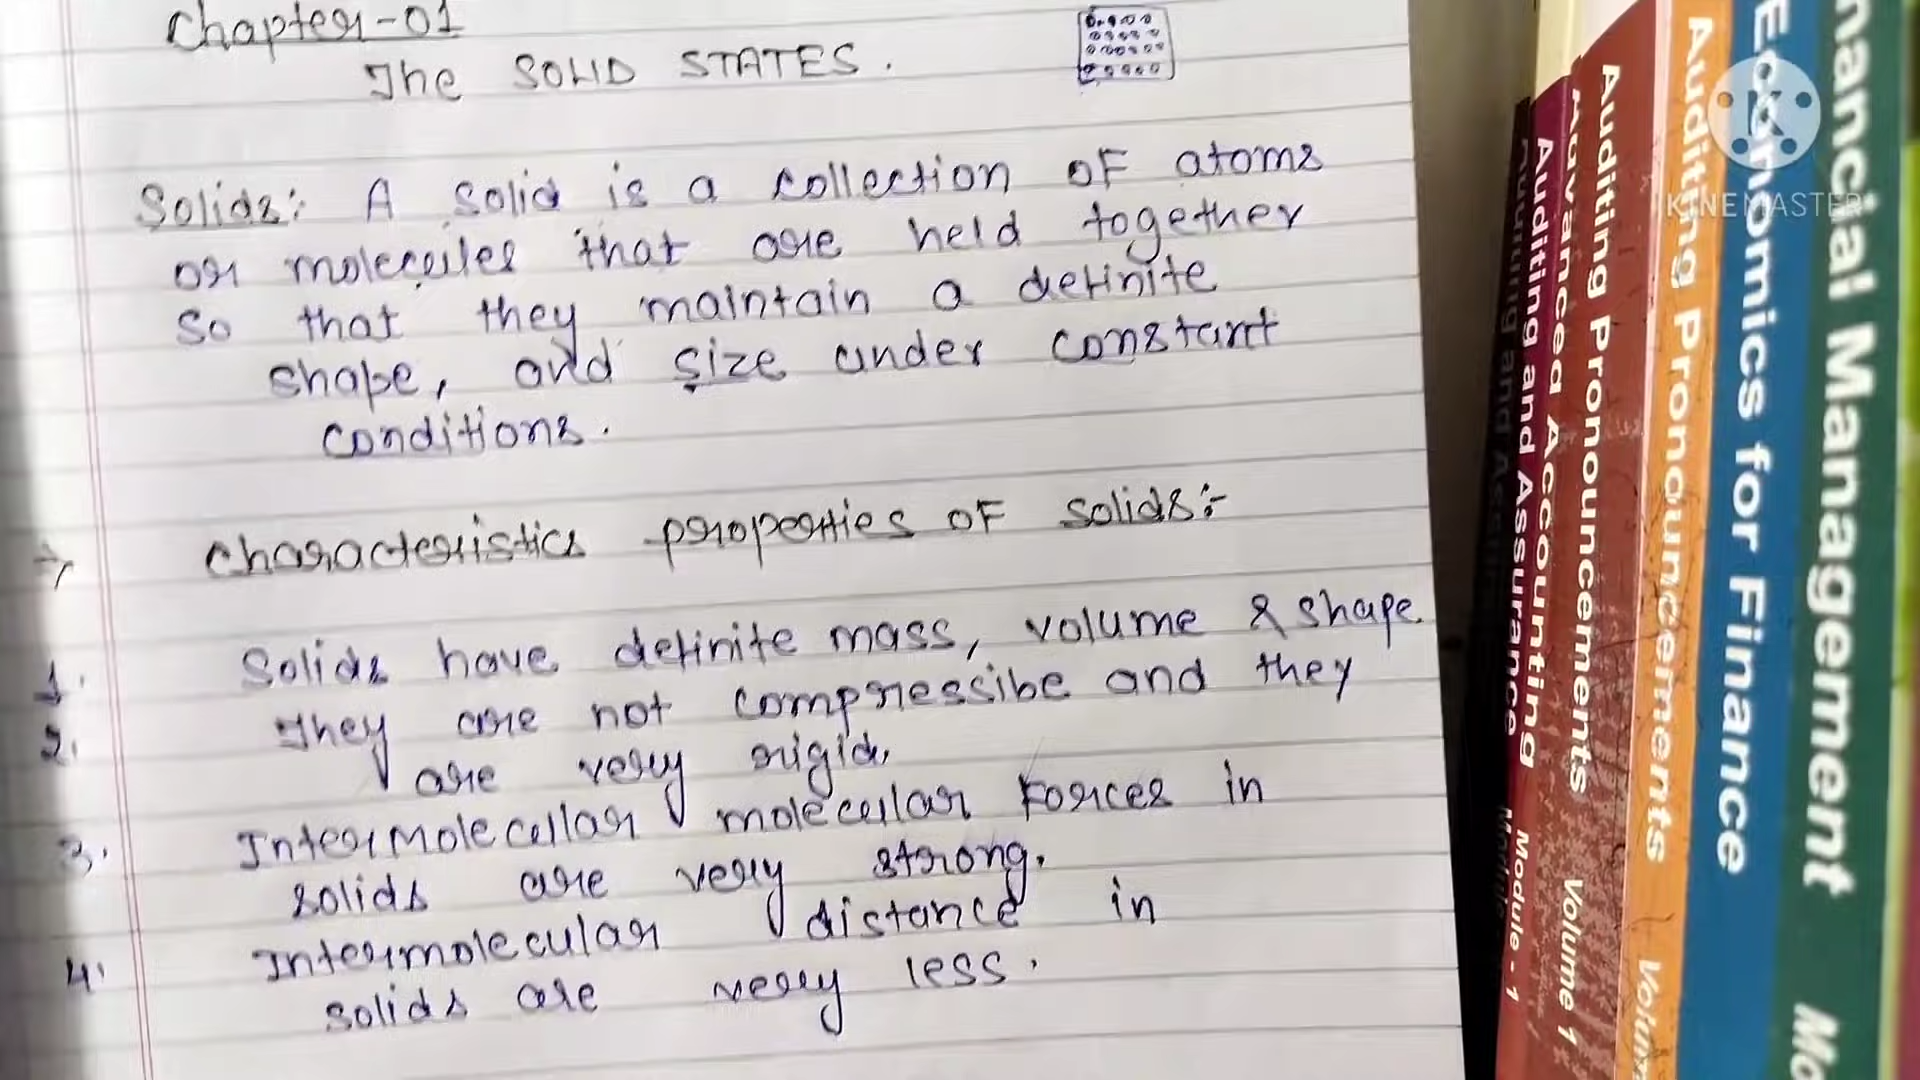 Chapter-01
The SOLID STATES.
Solids: A solid is a collection of atoms
or molecules that are held together
so that they maintain a definite
shape, and size under constant
conditions.
→ Characteristics properties of solids:-
1. Solids have definite mass, volume & shape.
2. They are not compressibe and they
are very rigid.
3. Intermolecullar molecular forces in
solids are very strong.
4. Intermolecular distance in
solids are very less.
Auditing and Assurance Module - 1
Advanced Accounting
Auditing Pronouncements Volume 1
Auditing Pronouncements
Economics for Finance
Management
KINEMASTER